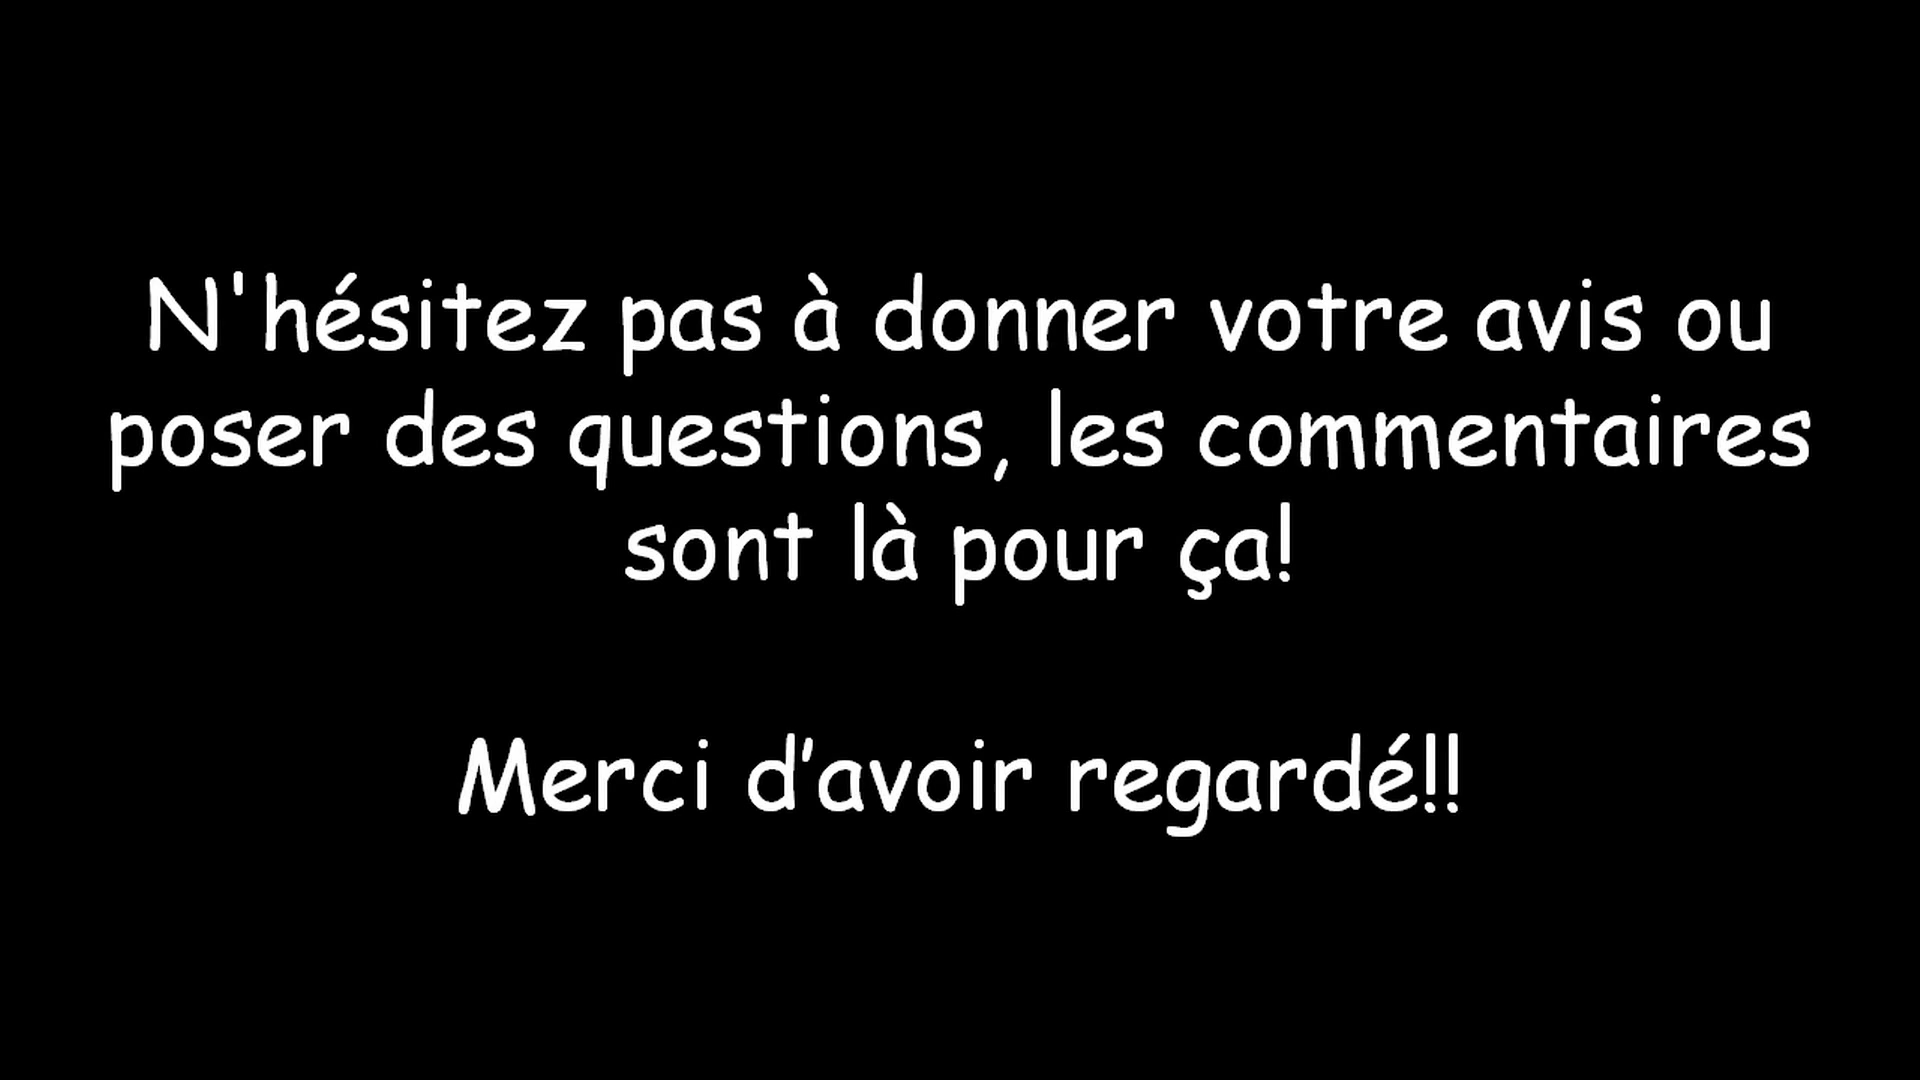 N'hésitez pas à donner votre avis ou
poser des questions, les commentaires
sont là pour ça!
Merci d’avoir regardé!!